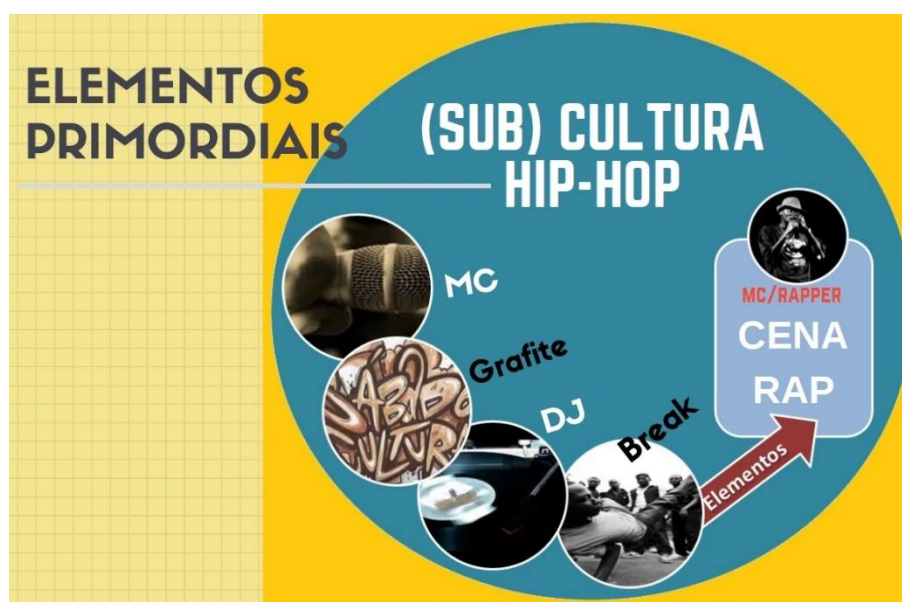 ELEMENTOS
PRIMORDIAIS
(SUB) CULTURA
HIP-HOP
MC
Grafite
DJ
Break
Elementos
MC/RAPPER
CENA
RAP